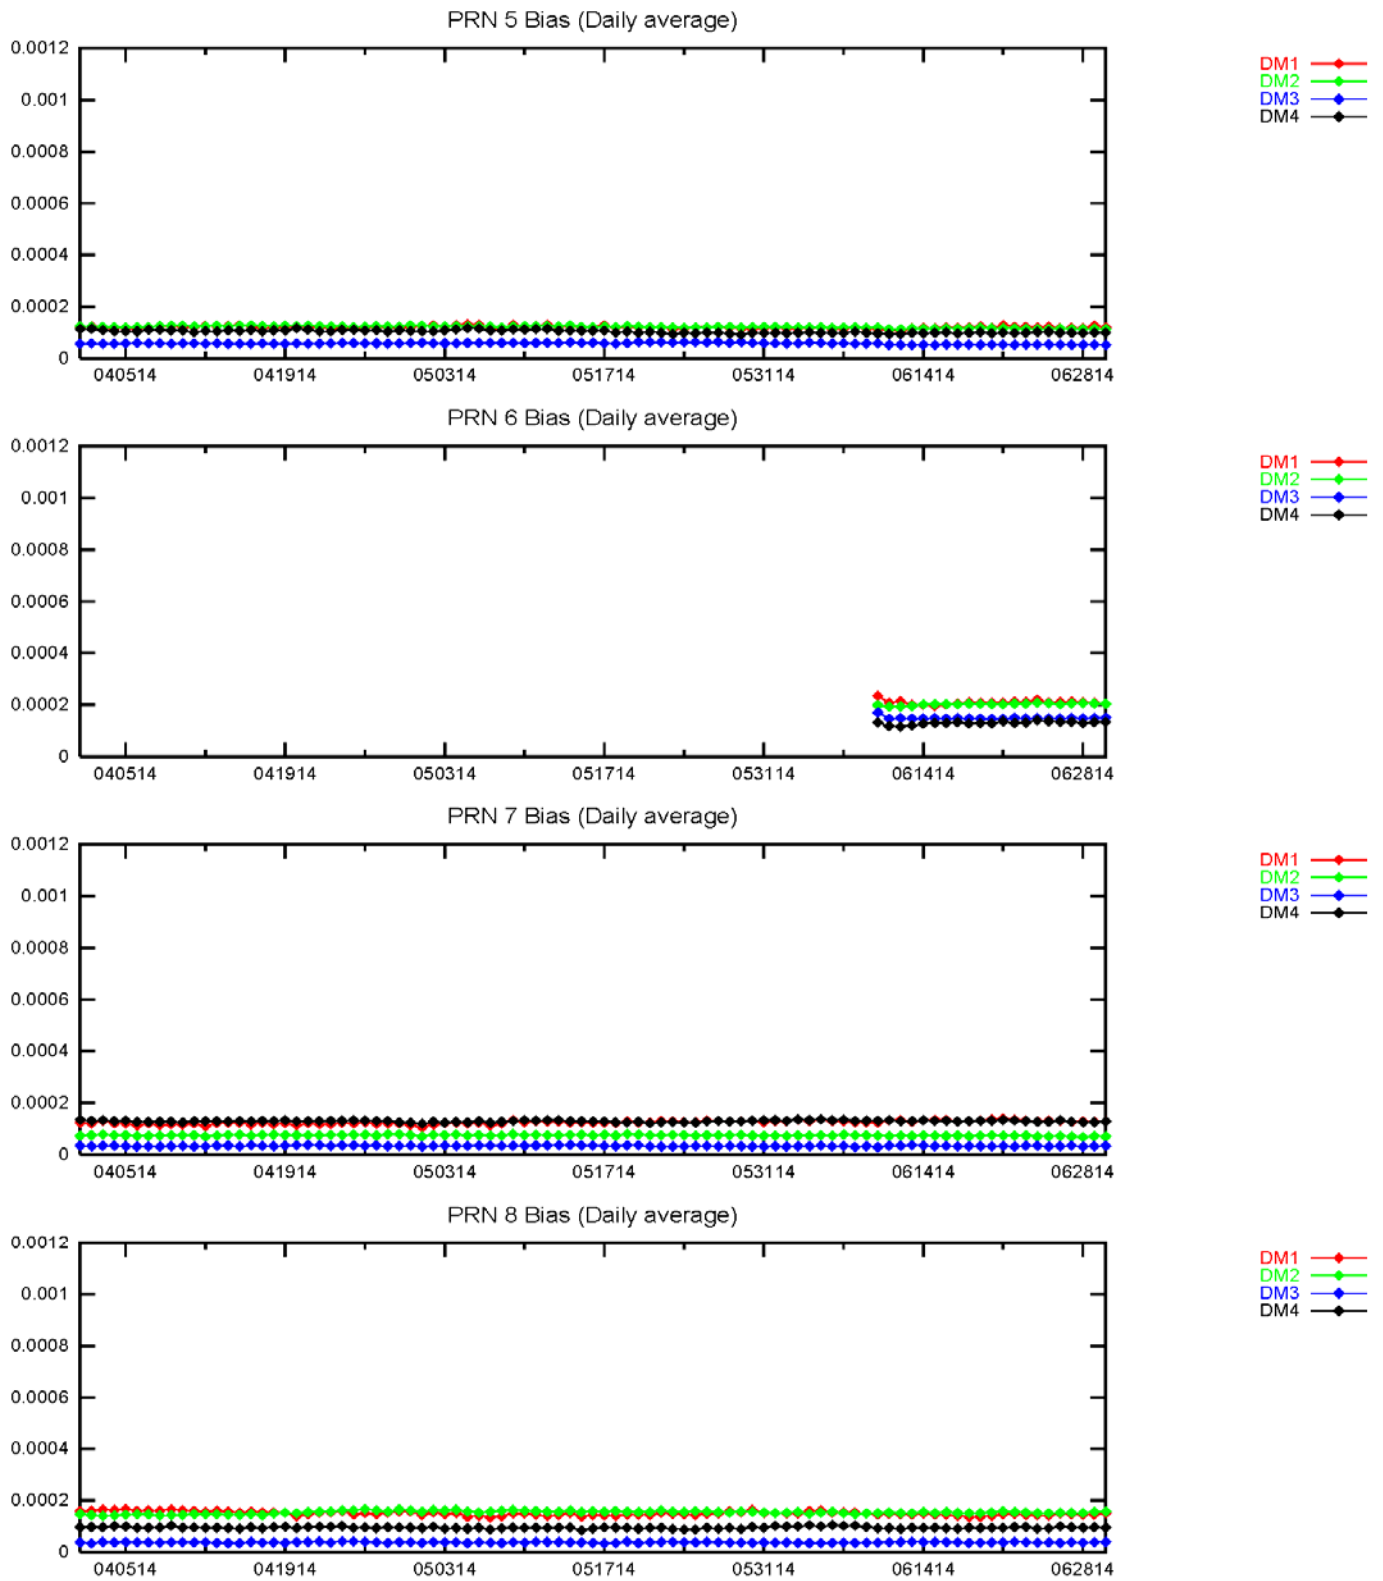 PRN 5 Bias (Daily average)
0.0012
0.001
0.0008
0.0006
0.0004
0.0002
0
040514 041914 050314 051714 053114 061414 062814
DM1
DM2
DM3
DM4
PRN 6 Bias (Daily average)
0.0012
0.001
0.0008
0.0006
0.0004
0.0002
0
040514 041914 050314 051714 053114 061414 062814
DM1
DM2
DM3
DM4
PRN 7 Bias (Daily average)
0.0012
0.001
0.0008
0.0006
0.0004
0.0002
0
040514 041914 050314 051714 053114 061414 062814
DM1
DM2
DM3
DM4
PRN 8 Bias (Daily average)
0.0012
0.001
0.0008
0.0006
0.0004
0.0002
0
040514 041914 050314 051714 053114 061414 062814
DM1
DM2
DM3
DM4